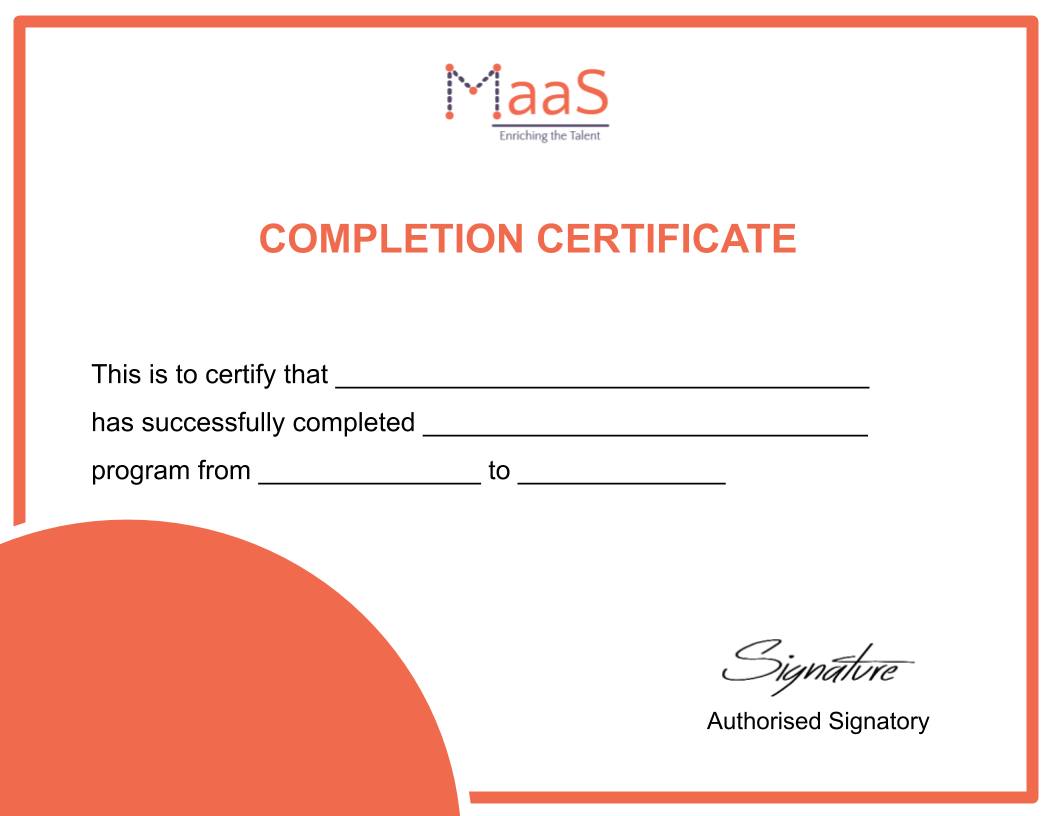 MaaS
Enriching the Talent
COMPLETION CERTIFICATE
This is to certify that ____________________________________
has successfully completed ______________________________
program from _______________ to ______________
Signature
Authorised Signatory